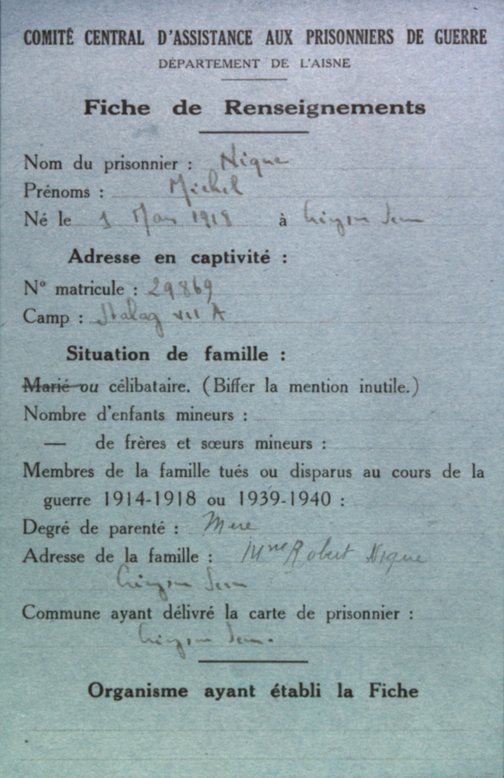 COMITÉ CENTRAL D'ASSISTANCE AUX PRISONNIERS DE GUERRE
DÉPARTEMENT DE L'AISNE
Fiche de Renseignements
Nom du prisonnier : Nique
Prénoms : Michel
Né le 1 Mars 1918 à
Adresse en captivité :
N° matricule : 29869
Camp : Stalag VII A
Situation de famille :
Marié ou célibataire. (Biffer la mention inutile.)
Nombre d'enfants mineurs :
— de frères et sœurs mineurs :
Membres de la famille tués ou disparus au cours de la
guerre 1914-1918 ou 1939-1940 :
Degré de parenté : Mere
Adresse de la famille : Mme Robert Nique
Commune ayant délivré la carte de prisonnier :
Organisme ayant établi la Fiche